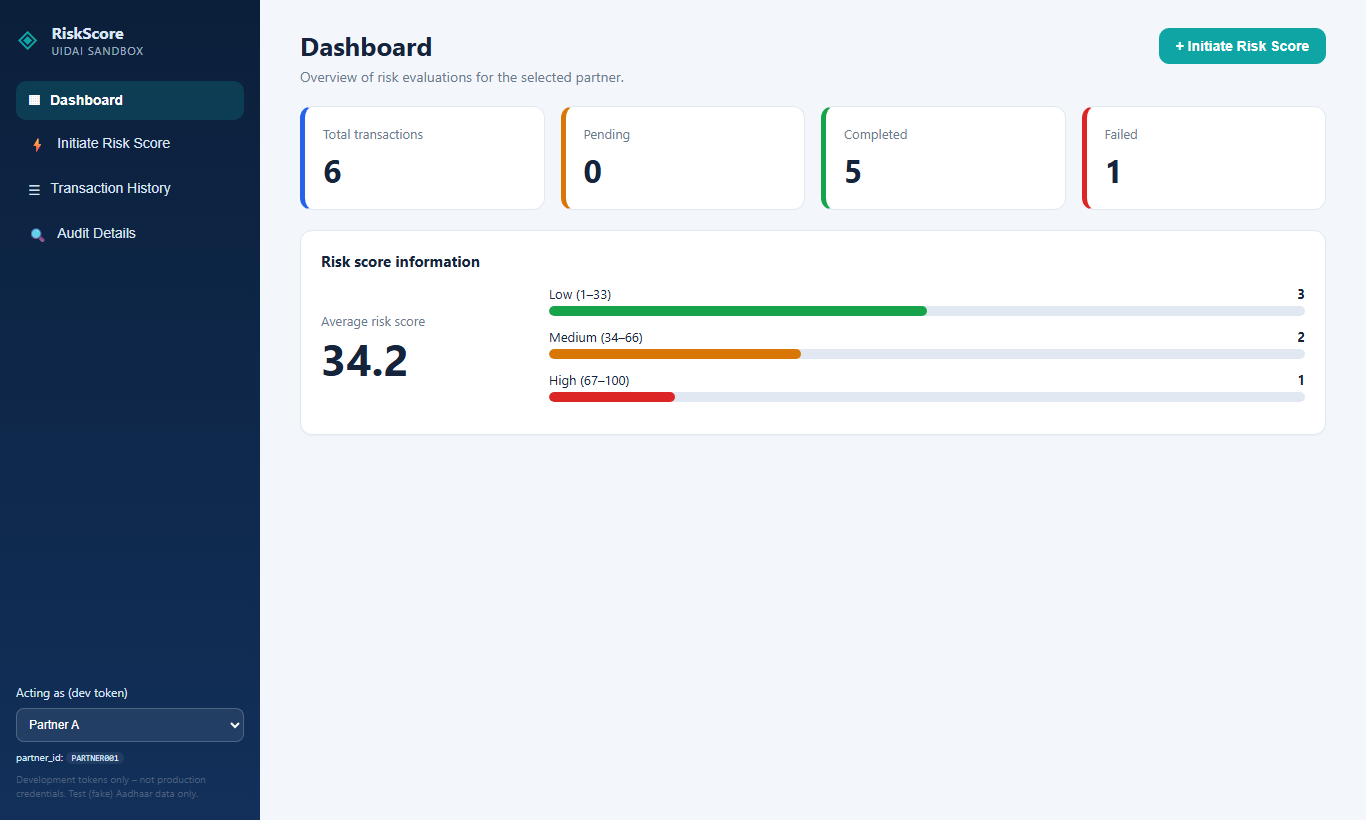 RiskScore
UIDAI SANDBOX
Dashboard
Initiate Risk Score
Transaction History
Audit Details
Acting as (dev token)
Partner A
partner_id: PARTNER001
Development tokens only – not production
credentials. Test (fake) Aadhaar data only.
Dashboard
Overview of risk evaluations for the selected partner.
+ Initiate Risk Score
Total transactions
6
Pending
0
Completed
5
Failed
1
Risk score information
Average risk score
34.2
Low (1–33) 3
Medium (34–66) 2
High (67–100) 1